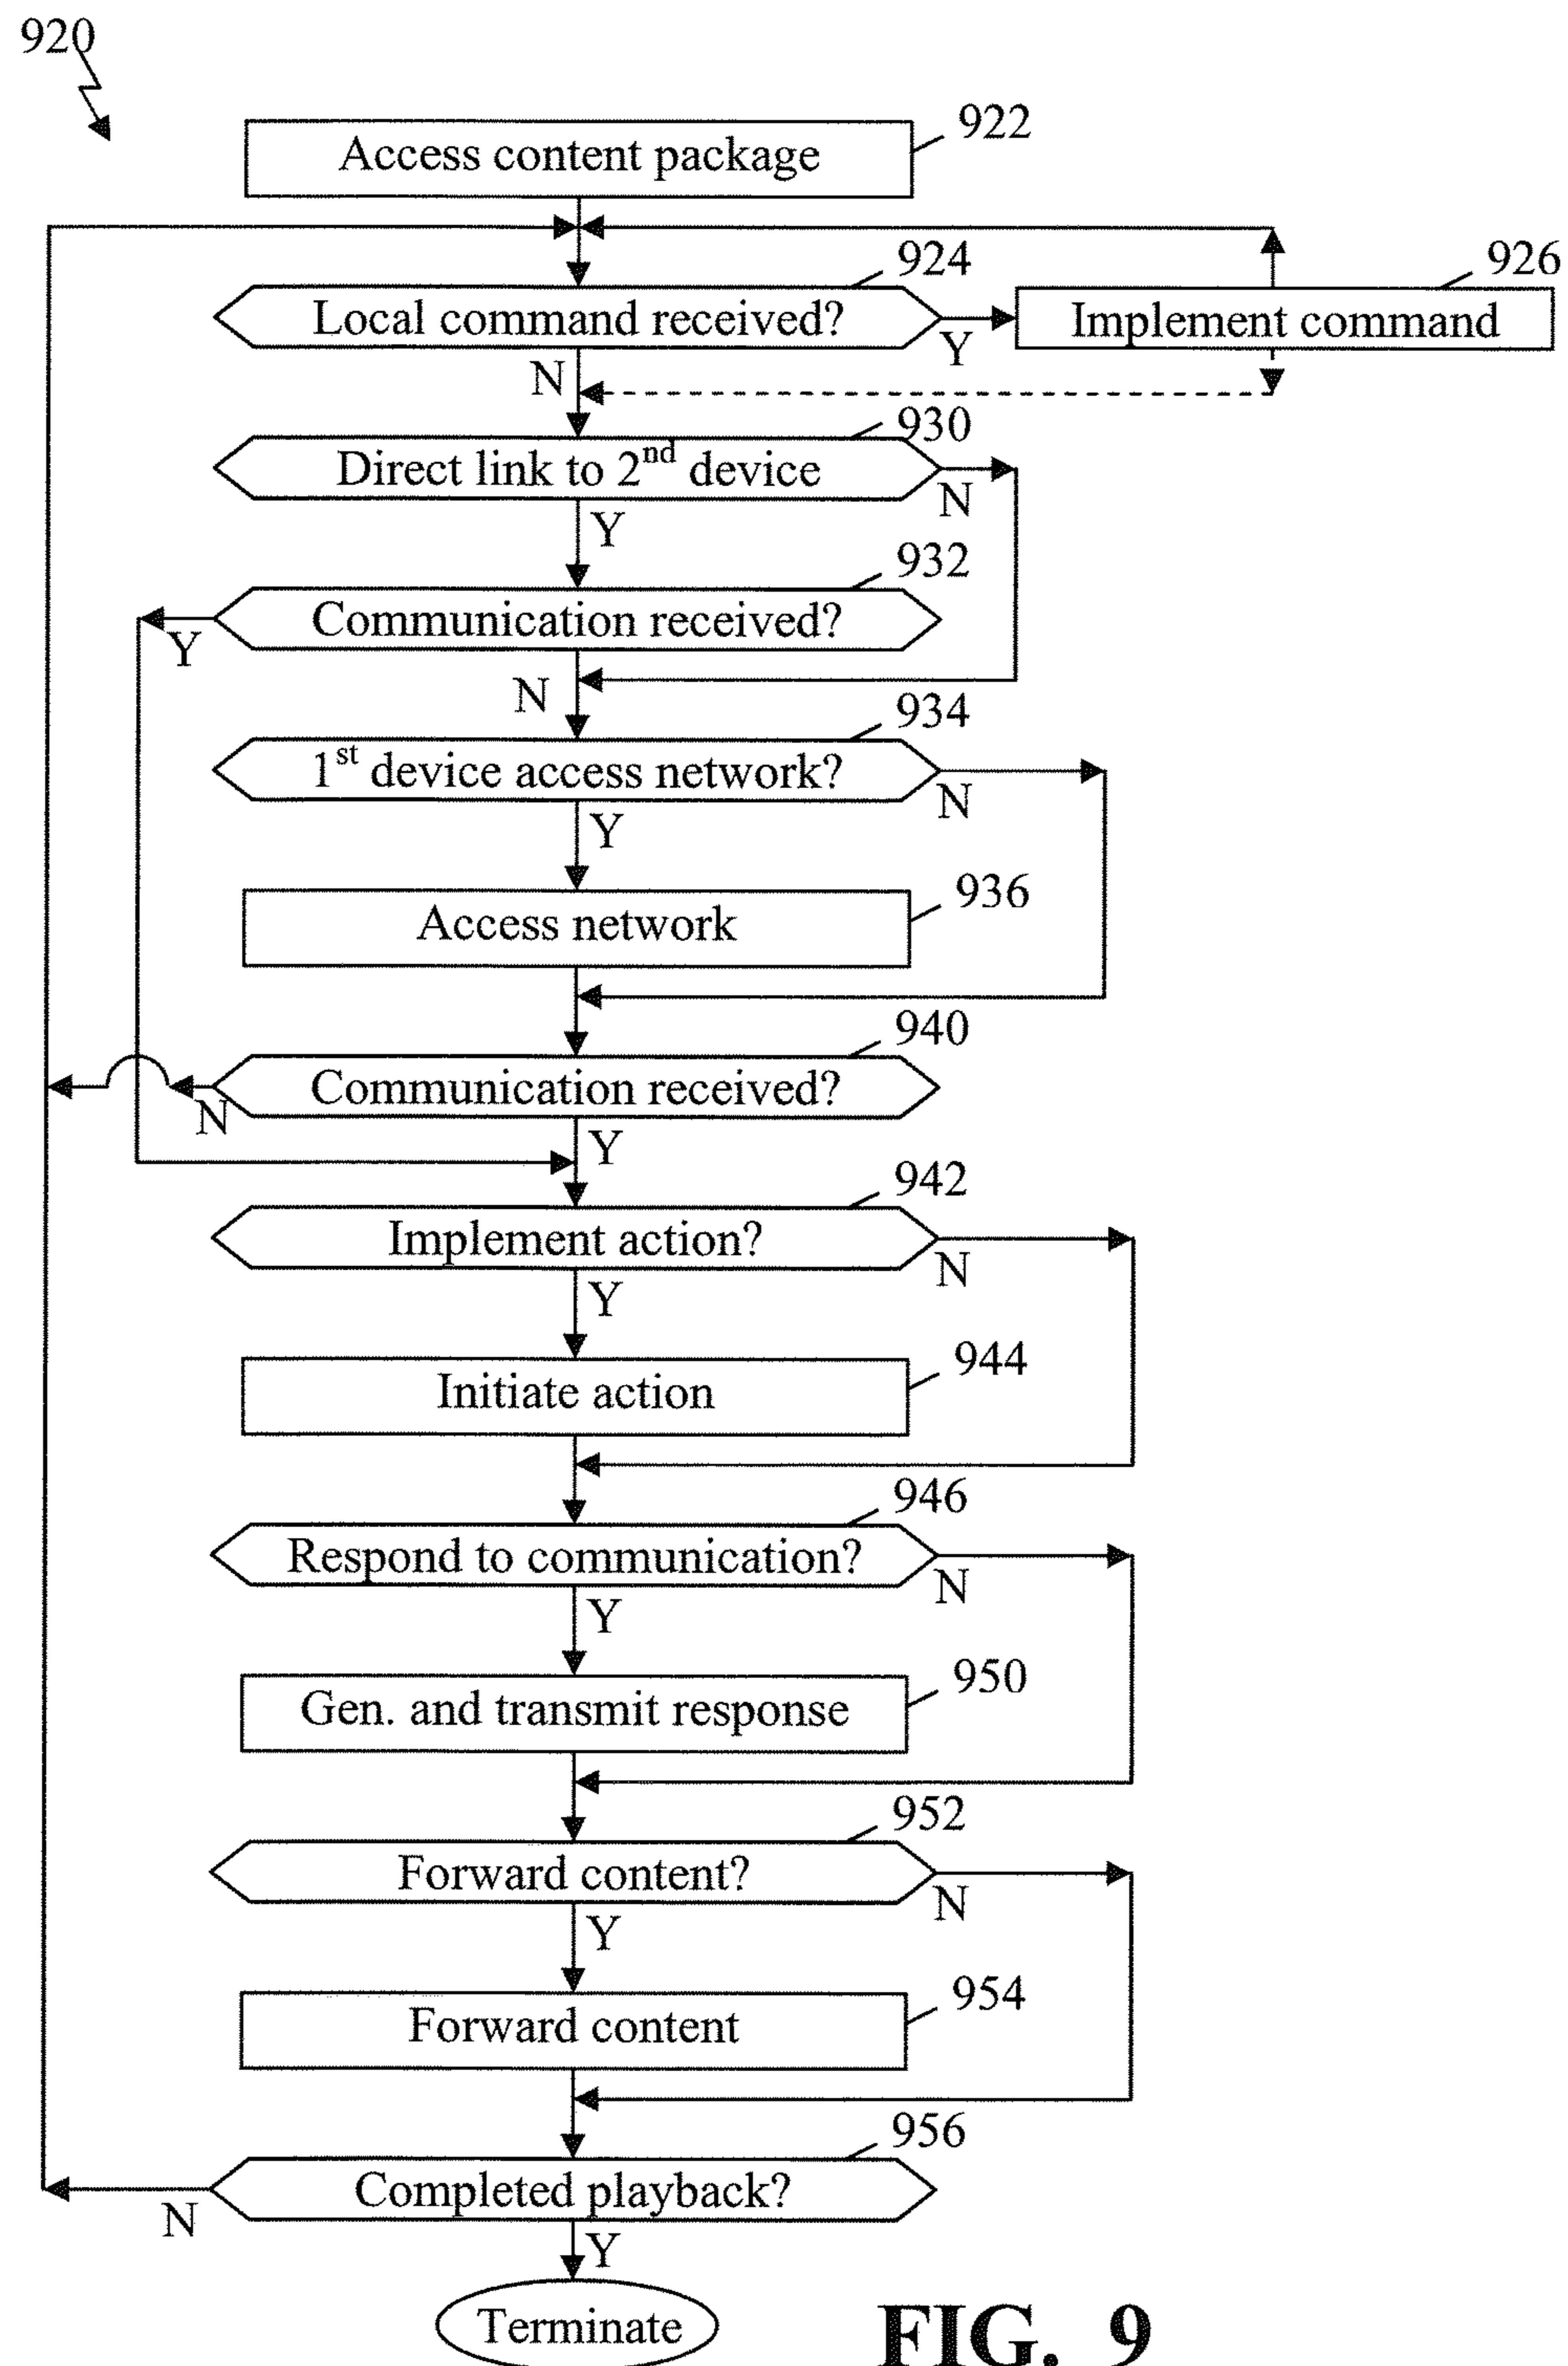 920
922
Access content package
924
926
Local command received?
Y
Implement command
N
930
Direct link to 2nd device
N
Y
932
Communication received?
Y
N
934
1st device access network?
N
Y
936
Access network
940
Communication received?
N
Y
942
Implement action?
N
Y
944
Initiate action
946
Respond to communication?
N
Y
950
Gen. and transmit response
952
Forward content?
N
Y
954
Forward content
956
Completed playback?
N
Y
Terminate
FIG. 9